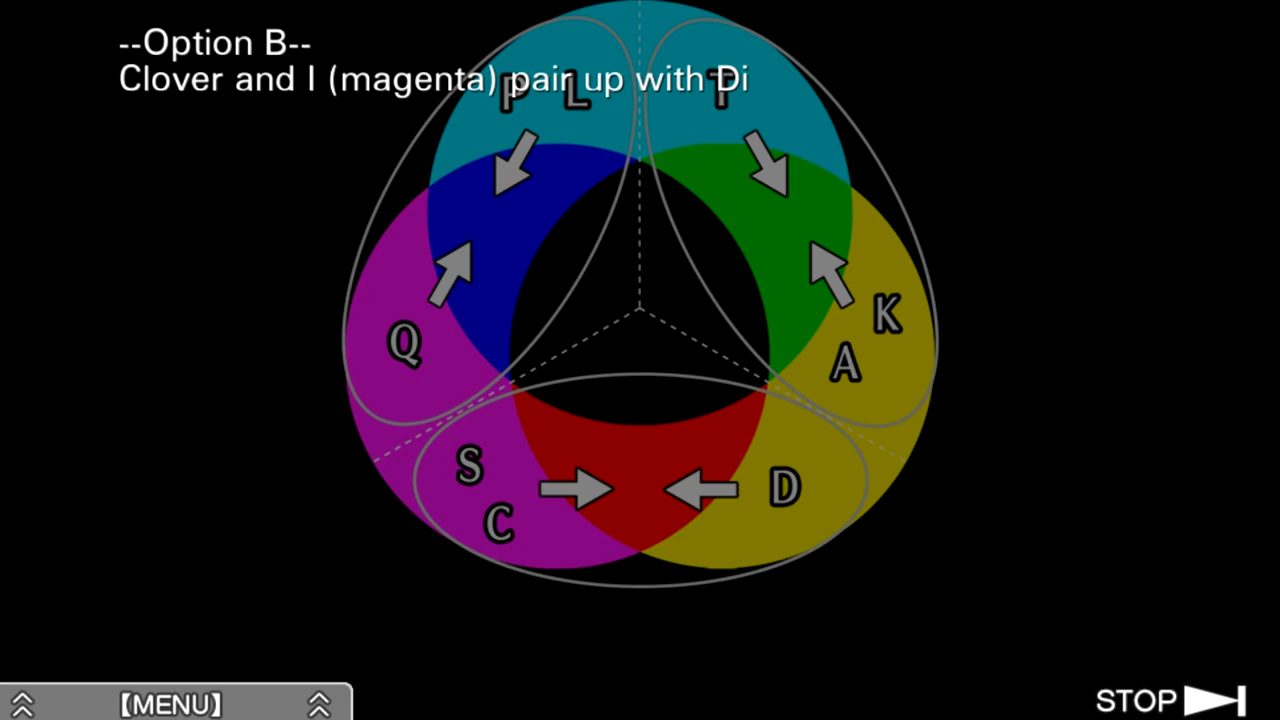 --Option B--
Clover and I (magenta) pair up with Di
P L T
Q K
A
S D
C
【MENU】 STOP